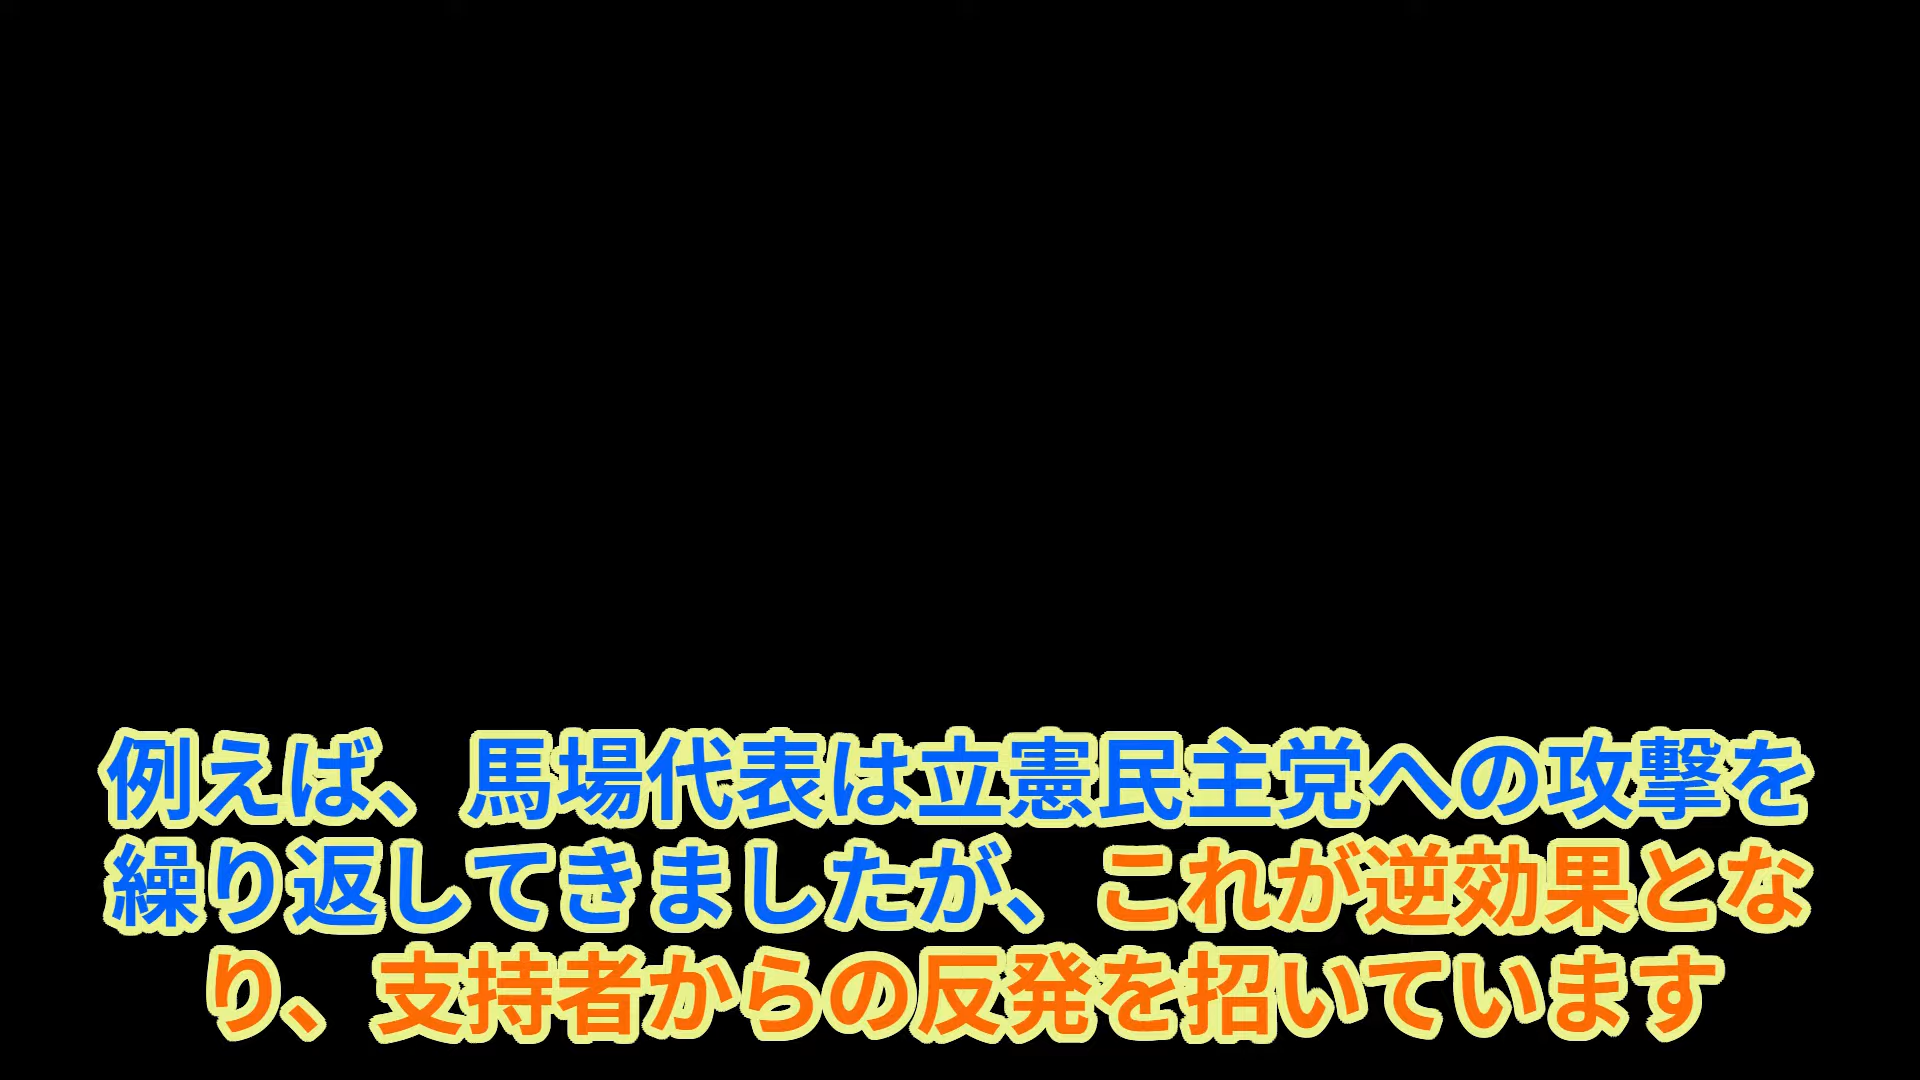 例えば、馬場代表は立憲民主党への攻撃を
繰り返してきましたが、これが逆効果とな
り、支持者からの反発を招いています